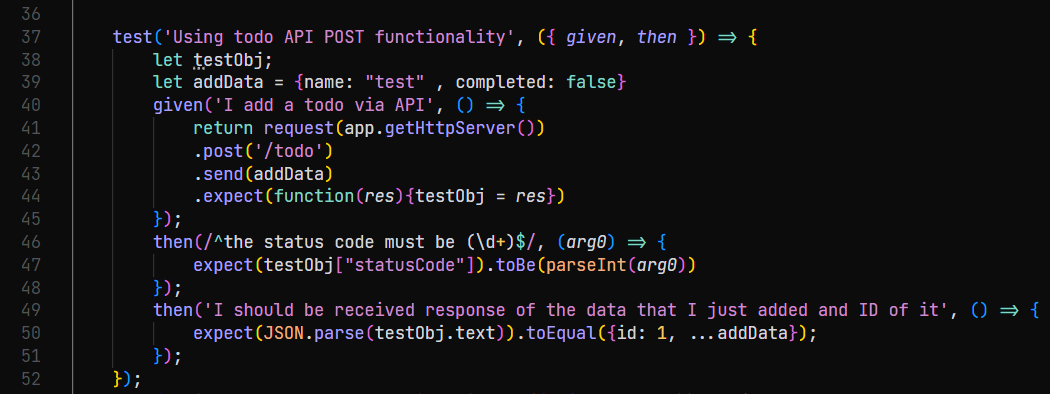 36
37 test('Using todo API POST functionality', ({ given, then }) => {
38 let testObj;
39 let addData = {name: "test" , completed: false}
40 given('I add a todo via API', () => {
41 return request(app.getHttpServer())
42 .post('/todo')
43 .send(addData)
44 .expect(function(res){testObj = res})
45 });
46 then(/^the status code must be (\d+)$/, (arg0) => {
47 expect(testObj["statusCode"]).toBe(parseInt(arg0))
48 });
49 then('I should be received response of the data that I just added and ID of it', () => {
50 expect(JSON.parse(testObj.text)).toEqual({id: 1, ...addData});
51 });
52 });